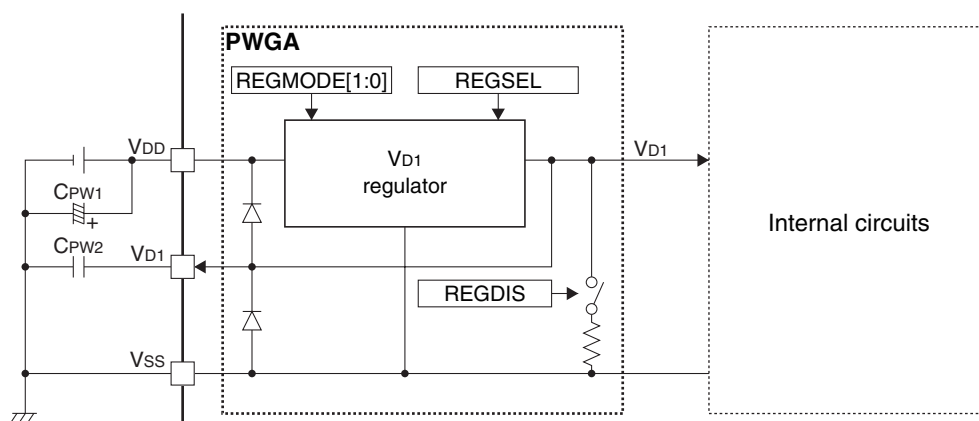 PWGA
REGMODE[1:0]
REGSEL
VDD
VD1
regulator
VD1
Internal circuits
CPW1
+
CPW2
VD1
REGDIS
VSS